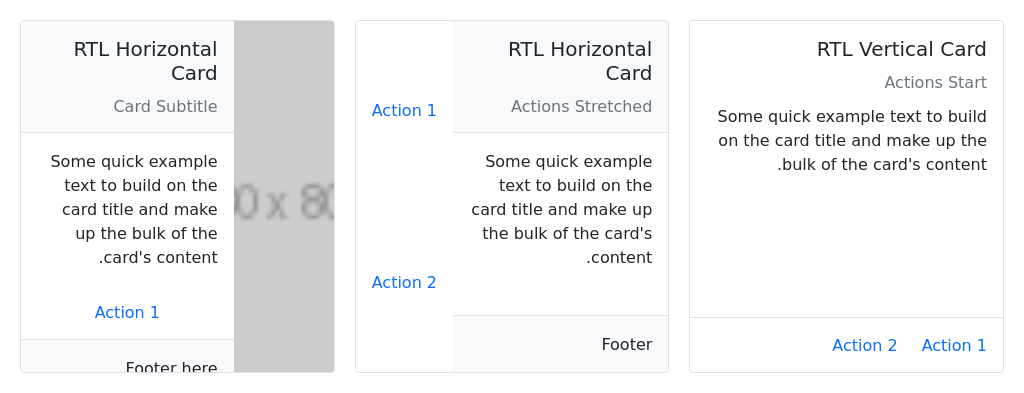 RTL Horizontal
Card
Card Subtitle
Some quick example
text to build on the
card title and make
up the bulk of the
.card's content
Action 1
Footer here
0 x 80
Action 1
Action 2
RTL Horizontal
Card
Actions Stretched
Some quick example
text to build on the
card title and make up
the bulk of the card's
.content
Footer
RTL Vertical Card
Actions Start
Some quick example text to build
on the card title and make up the
.bulk of the card's content
Action 2 Action 1